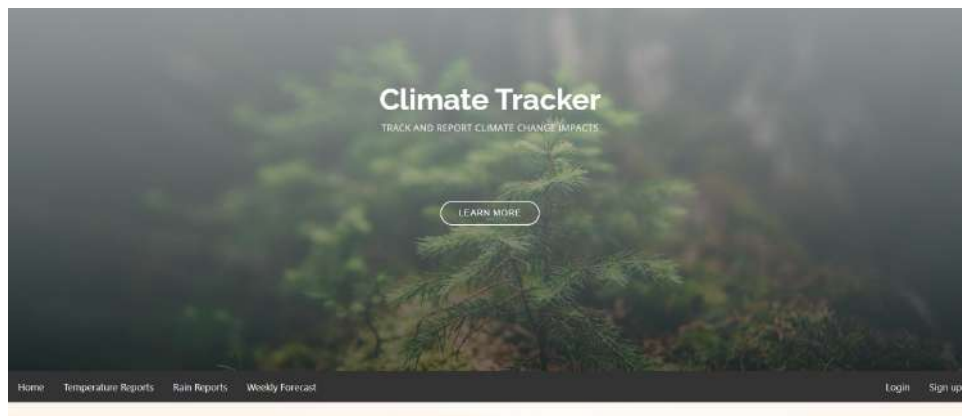 Climate Tracker
TRACK AND REPORT CLIMATE CHANGE IMPACTS
LEARN MORE
Home Temperature Reports Rain Reports Weekly Forecast Login Sign up